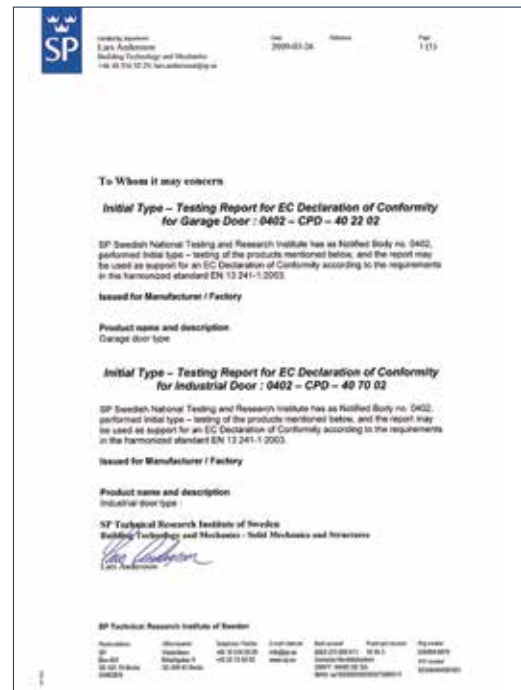 SP
Lars Andersson
Building Technology and Mechanics
Date
2009-03-26
Reference
Page
1 (1)
To Whom it may concern
Initial Type – Testing Report for EC Declaration of Conformity
for Garage Door : 0402 – CPD – 40 22 02
SP Swedish National Testing and Research Institute has as Notified Body no. 0402,
performed Initial type – testing of the products mentioned below, and the report may
be used as support for an EC Declaration of Conformity according to the requirements
in the harmonized standard EN 13 241-1:2003.
Issued for Manufacturer / Factory
Product name and description
Garage door type
Initial Type – Testing Report for EC Declaration of Conformity
for Industrial Door : 0402 – CPD – 40 70 02
SP Swedish National Testing and Research Institute has as Notified Body no. 0402,
performed Initial type – testing of the products mentioned below, and the report may
be used as support for an EC Declaration of Conformity according to the requirements
in the harmonized standard EN 13 241-1:2003.
Issued for Manufacturer / Factory
Product name and description
Industrial door type :
SP Technical Research Institute of Sweden
Building Technology and Mechanics - Solid Mechanics and Structures
Lars Andersson
SP Technical Research Institute of Sweden